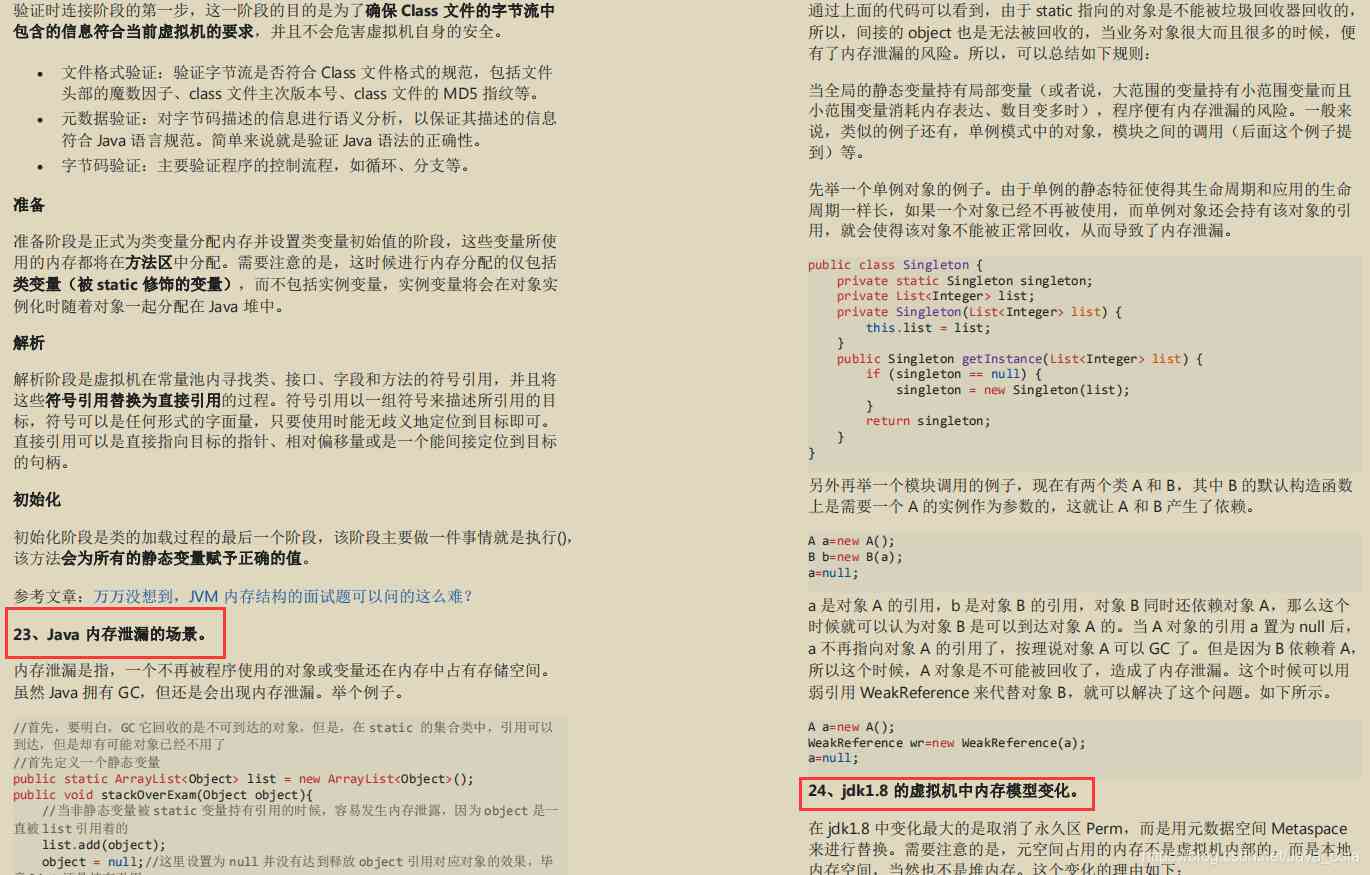 验证时连接阶段的第一步，这一阶段的目的是为了确保 Class 文件的字节流中
包含的信息符合当前虚拟机的要求，并且不会危害虚拟机自身的安全。
• 文件格式验证：验证字节流是否符合 Class 文件格式的规范，包括文件
头部的魔数因子、class 文件主次版本号、class 文件的 MD5 指纹等。
• 元数据验证：对字节码描述的信息进行语义分析，以保证其描述的信息
符合 Java 语言规范。简单来说就是验证 Java 语法的正确性。
• 字节码验证：主要验证程序的控制流程，如循环、分支等。
准备
准备阶段是正式为类变量分配内存并设置类变量初始值的阶段，这些变量所使
用的内存都将在方法区中分配。需要注意的是，这时候进行内存分配的仅包括
类变量（被 static 修饰的变量），而不包括实例变量，实例变量将会在对象实
例化时随着对象一起分配在 Java 堆中。
解析
解析阶段是虚拟机在常量池内寻找类、接口、字段和方法的符号引用，并且将
这些符号引用替换为直接引用的过程。符号引用以一组符号来描述所引用的目
标，符号可以是任何形式的字面量，只要使用时能无歧义地定位到目标即可。
直接引用可以是直接指向目标的指针、相对偏移量或是一个能间接定位到目标
的句柄。
初始化
初始化阶段是类的加载过程的最后一个阶段，该阶段主要做一件事情就是执行(),
该方法会为所有的静态变量赋予正确的值。
参考文章：万万没想到，JVM 内存结构的面试题可以问的这么难？
23、Java 内存泄漏的场景。
内存泄漏是指，一个不再被程序使用的对象或变量还在内存中占有存储空间。
虽然 Java 拥有 GC，但还是会出现内存泄漏。举个例子。
//首先，要明白，GC 它回收的是不可到达的对象，但是，在 static 的集合类中，引用可以
到达，但是却有可能对象已经不用了
//首先定义一个静态变量
public static ArrayList<Object> list = new ArrayList<Object>();
public void stackOverExam(Object object){
//当非静态变量被 static 变量持有引用的时候，容易发生内存泄露，因为 object 是一
直被 list 引用着的
list.add(object);
object = null;//这里设置为 null 并没有达到释放 object 引用对应对象的效果，毕
通过上面的代码可以看到，由于 static 指向的对象是不能被垃圾回收器回收的，
所以，间接的 object 也是无法被回收的，当业务对象很大而且很多的时候，便
有了内存泄漏的风险。所以，可以总结如下规则：
当全局的静态变量持有局部变量（或者说，大范围的变量持有小范围变量而且
小范围变量消耗内存表达、数目变多时），程序便有内存泄漏的风险。一般来
说，类似的例子还有，单例模式中的对象，模块之间的调用（后面这个例子提
到）等。
先举一个单例对象的例子。由于单例的静态特征使得其生命周期和应用的生命
周期一样长，如果一个对象已经不再被使用，而单例对象还会持有该对象的引
用，就会使得该对象不能被正常回收，从而导致了内存泄漏。
public class Singleton {
private static Singleton singleton;
private List<Integer> list;
private Singleton(List<Integer> list) {
this.list = list;
}
public Singleton getInstance(List<Integer> list) {
if (singleton == null) {
singleton = new Singleton(list);
}
return singleton;
}
}
另外再举一个模块调用的例子，现在有两个类 A 和 B，其中 B 的默认构造函数
上是需要一个 A 的实例作为参数的，这就让 A 和 B 产生了依赖。
A a=new A();
B b=new B(a);
a=null;
a 是对象 A 的引用，b 是对象 B 的引用，对象 B 同时还依赖对象 A，那么这个
时候就可以认为对象 B 是可以到达对象 A 的。当 A 对象的引用 a 置为 null 后，
a 不再指向对象 A 的引用了，按理说对象 A 可以 GC 了。但是因为 B 依赖着 A，
所以这个时候，A 对象是不可能被回收了，造成了内存泄漏。这个时候可以用
弱引用 WeakReference 来代替对象 B，就可以解决了这个问题。如下所示。
A a=new A();
WeakReference wr=new WeakReference(a);
a=null;
24、jdk1.8 的虚拟机中内存模型变化。
在 jdk1.8 中变化最大的是取消了永久区 Perm，而是用元数据空间 Metaspace
来进行替换。需要注意的是，元空间占用的内存不是虚拟机内部的，而是本地
内存空间，当然也不是堆内存。这个变化的理由如下：